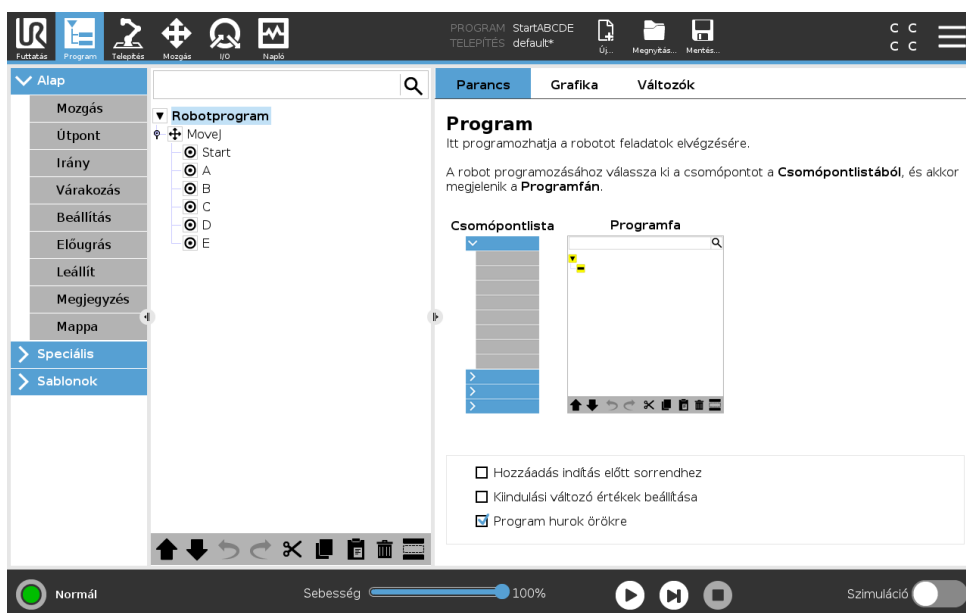 UR
PROGRAM StartABCDE
TELEPÍTÉS default*
Futtatás Program Telepítés Mozgás I/O Napló Új... Megnyitás... Mentés...
C C
C C
Alap
Mozgás
Útpont
Irány
Várakozás
Beállítás
Előugrás
Leállít
Megjegyzés
Mappa
Speciális
Sablonok
Robotprogram
MoveJ
Start
A
B
C
D
E
Parancs Grafika Változók
Program
Itt programozhatja a robotot feladatok elvégzésére.
A robot programozásához válassza ki a csomópontot a Csomópontlistából, és akkor
megjelenik a Programfán.
Csomópontlista Programfa
Hozzáadás indítás előtt sorrendhez
Kiindulási változó értékek beállítása
Program hurok örökre
Normál Sebesség 100% Szimuláció